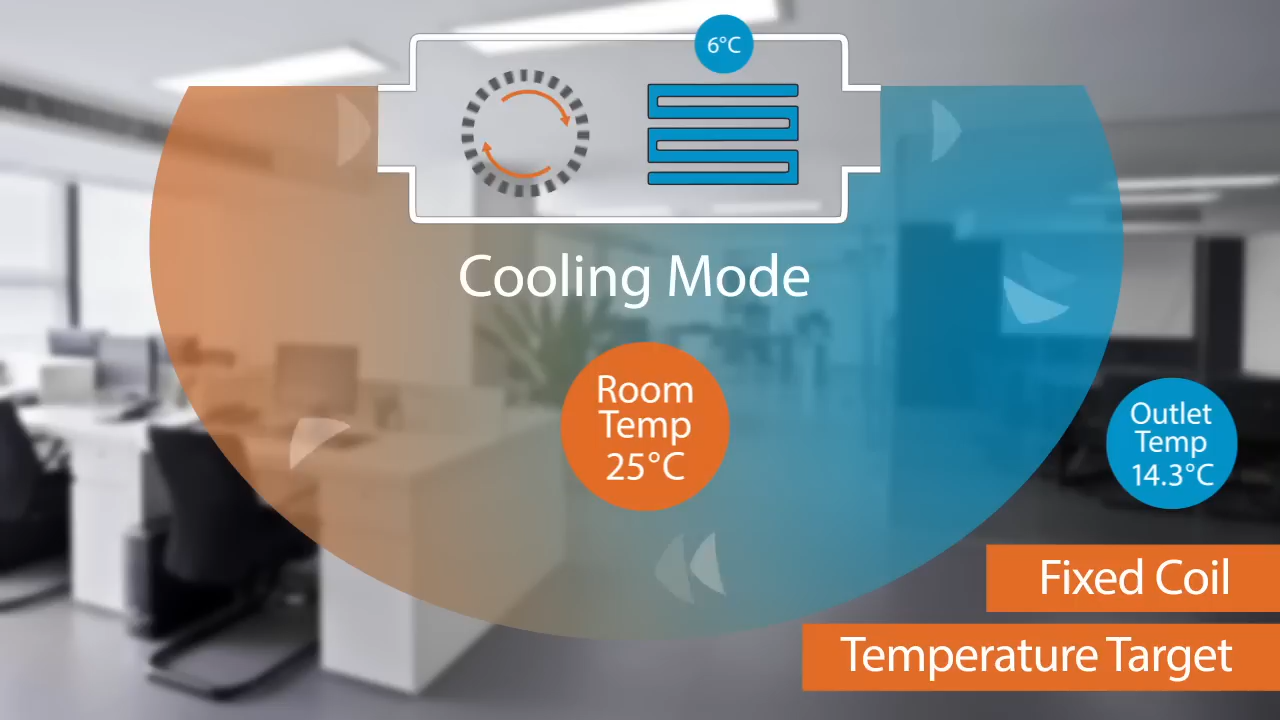 6°C
Cooling Mode
Room
Temp
25°C
Outlet
Temp
14.3°C
Fixed Coil
Temperature Target